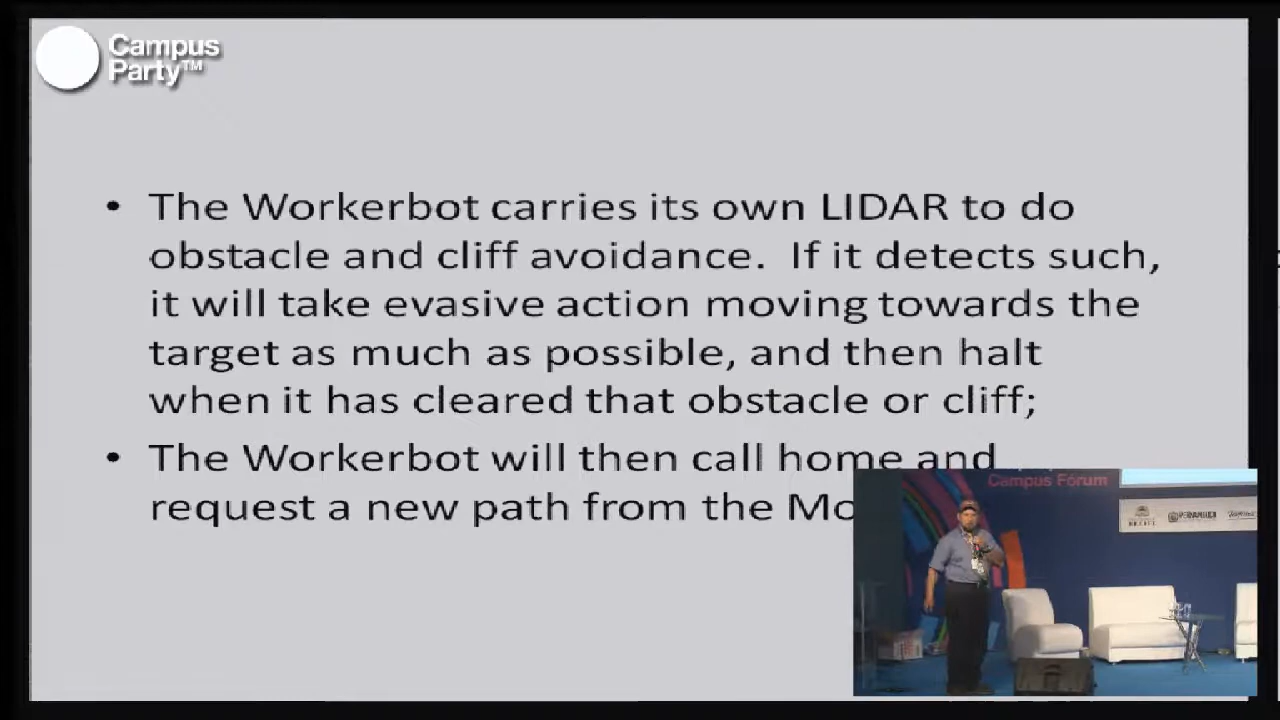 Campus
Party™
• The Workerbot carries its own LIDAR to do
obstacle and cliff avoidance. If it detects such,
it will take evasive action moving towards the
target as much as possible, and then halt
when it has cleared that obstacle or cliff;
• The Workerbot will then call home and
request a new path from the Mo
Campus Forum